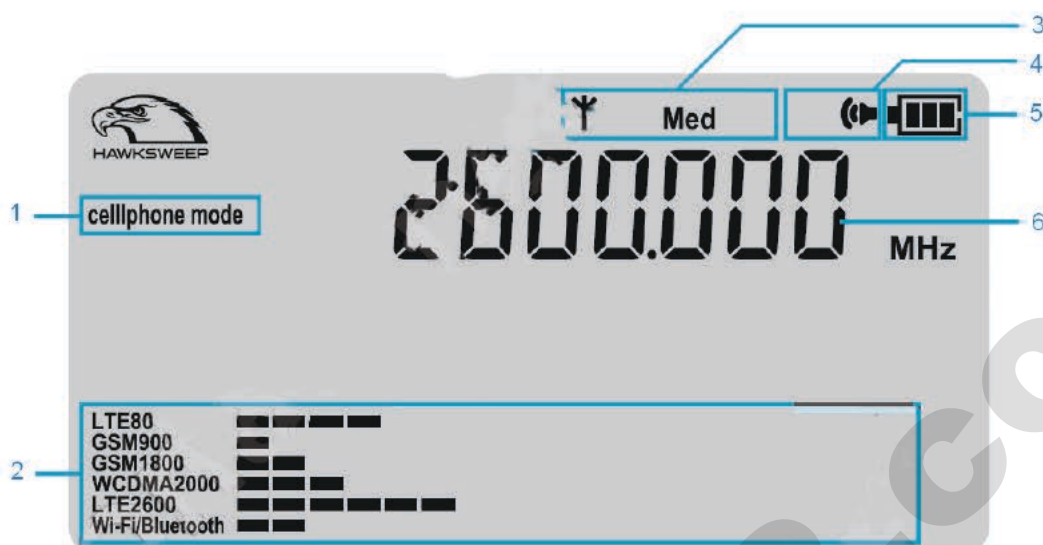 3
4
5
Med
HAWKSWEEP
2600.000
MHz
6
1
celllphone mode
2
LTE80
GSM900
GSM1800
WCDMA2000
LTE2600
Wi-Fi/Bluetooth